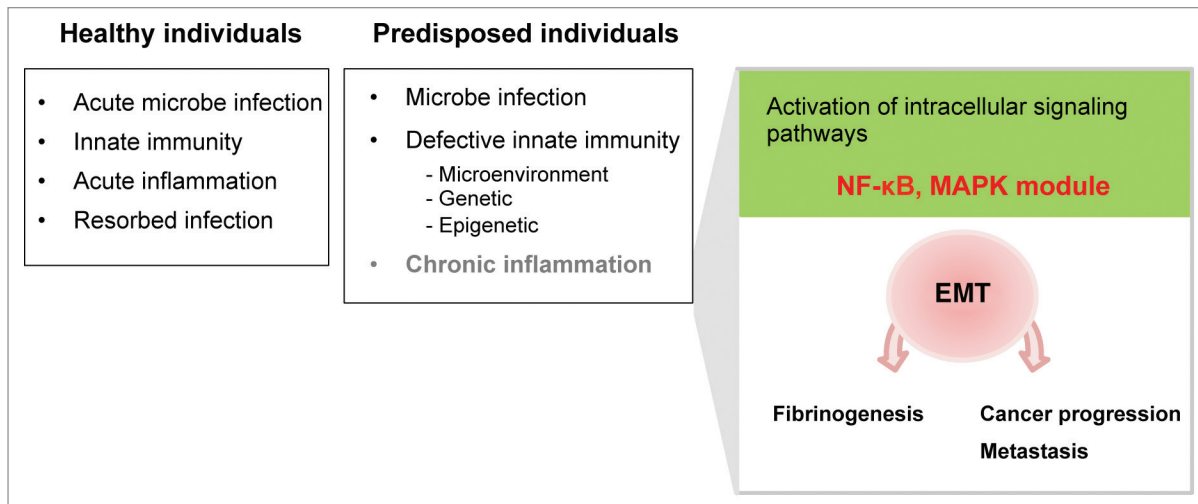 Healthy individuals
• Acute microbe infection
• Innate immunity
• Acute inflammation
• Resorbed infection
Predisposed individuals
• Microbe infection
• Defective innate immunity
- Microenvironment
- Genetic
- Epigenetic
• Chronic inflammation
Activation of intracellular signaling
pathways
NF-κB, MAPK module
EMT
Fibrinogenesis
Cancer progression
Metastasis